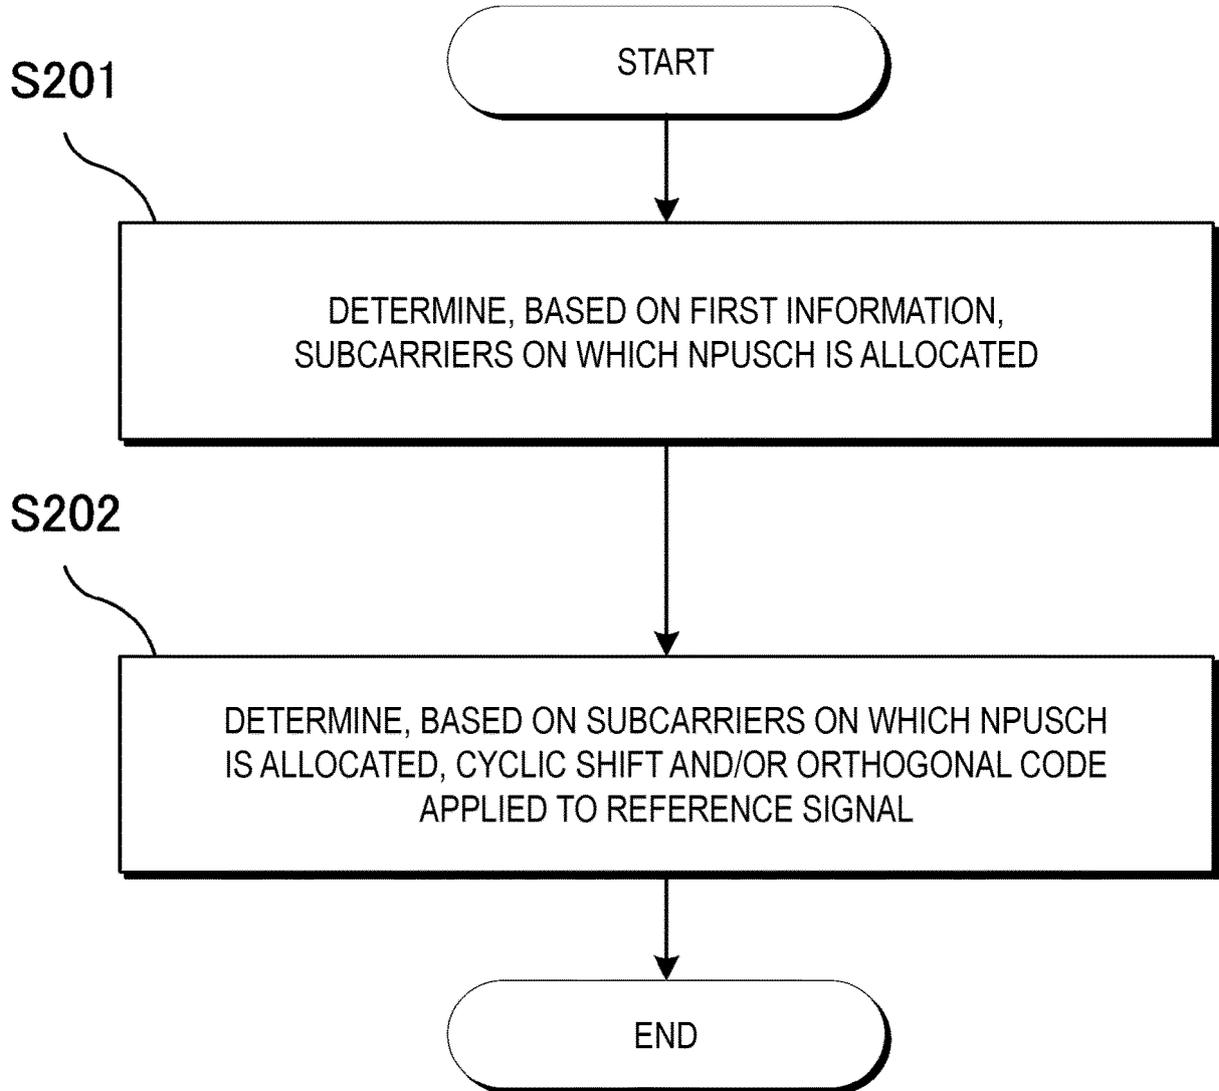 START
S201
DETERMINE, BASED ON FIRST INFORMATION,
SUBCARRIERS ON WHICH NPUSCH IS ALLOCATED
S202
DETERMINE, BASED ON SUBCARRIERS ON WHICH NPUSCH
IS ALLOCATED, CYCLIC SHIFT AND/OR ORTHOGONAL CODE
APPLIED TO REFERENCE SIGNAL
END